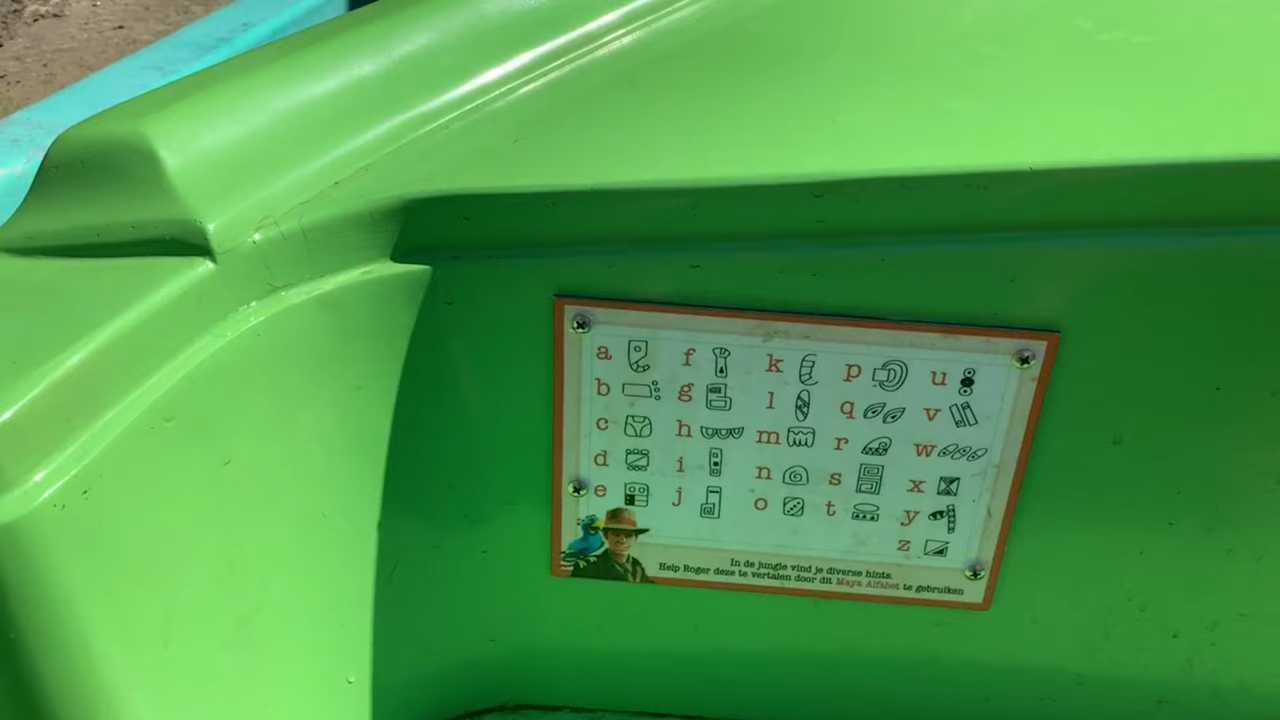 a f k p u
b g l q v
c h m r w
d i n s x
e j o t y
z
In de jungle vind je diverse hints.
Help Roger deze te vertalen door dit Maya Alfabet te gebruiken